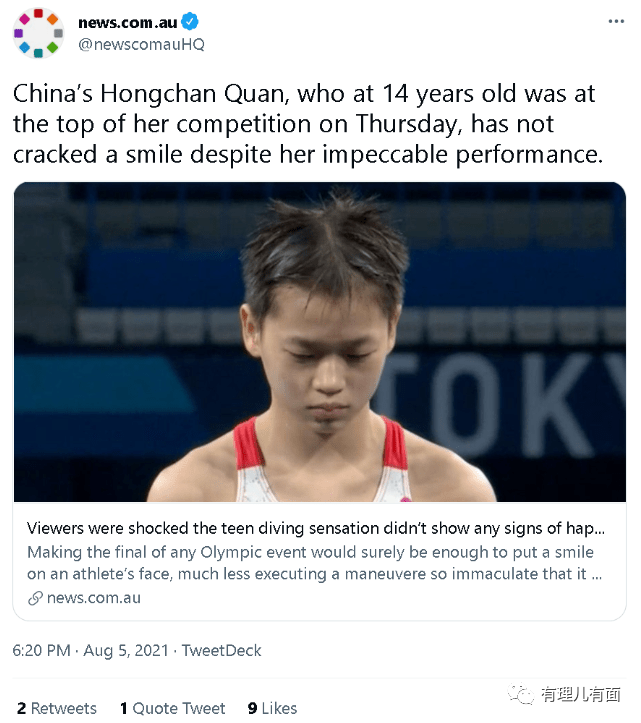 news.com.au
@newscomauHQ
China's Hongchan Quan, who at 14 years old was at
the top of her competition on Thursday, has not
cracked a smile despite her impeccable performance.
TOK
Viewers were shocked the teen diving sensation didn't show any signs of hap...
Making the final of any Olympic event would surely be enough to put a smile
on an athlete's face, much less executing a maneuvere so immaculate that it ...
news.com.au
6:20 PM · Aug 5, 2021 · TweetDeck
2 Retweets 1 Quote Tweet 9 Likes
有理儿有面